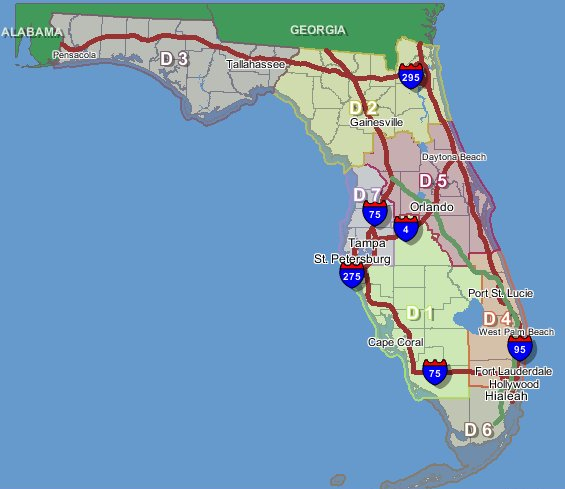 ALABAMA
GEORGIA
Pensacola
D 3
Tallahassee
295
D 2
Gainesville
Daytona Beach
D 5
D 7
Orlando
75
4
Tampa
St. Petersburg
275
Port St. Lucie
D 1
D 4
West Palm Beach
Cape Coral
95
75
Fort Lauderdale
Hollywood
Hialeah
D 6